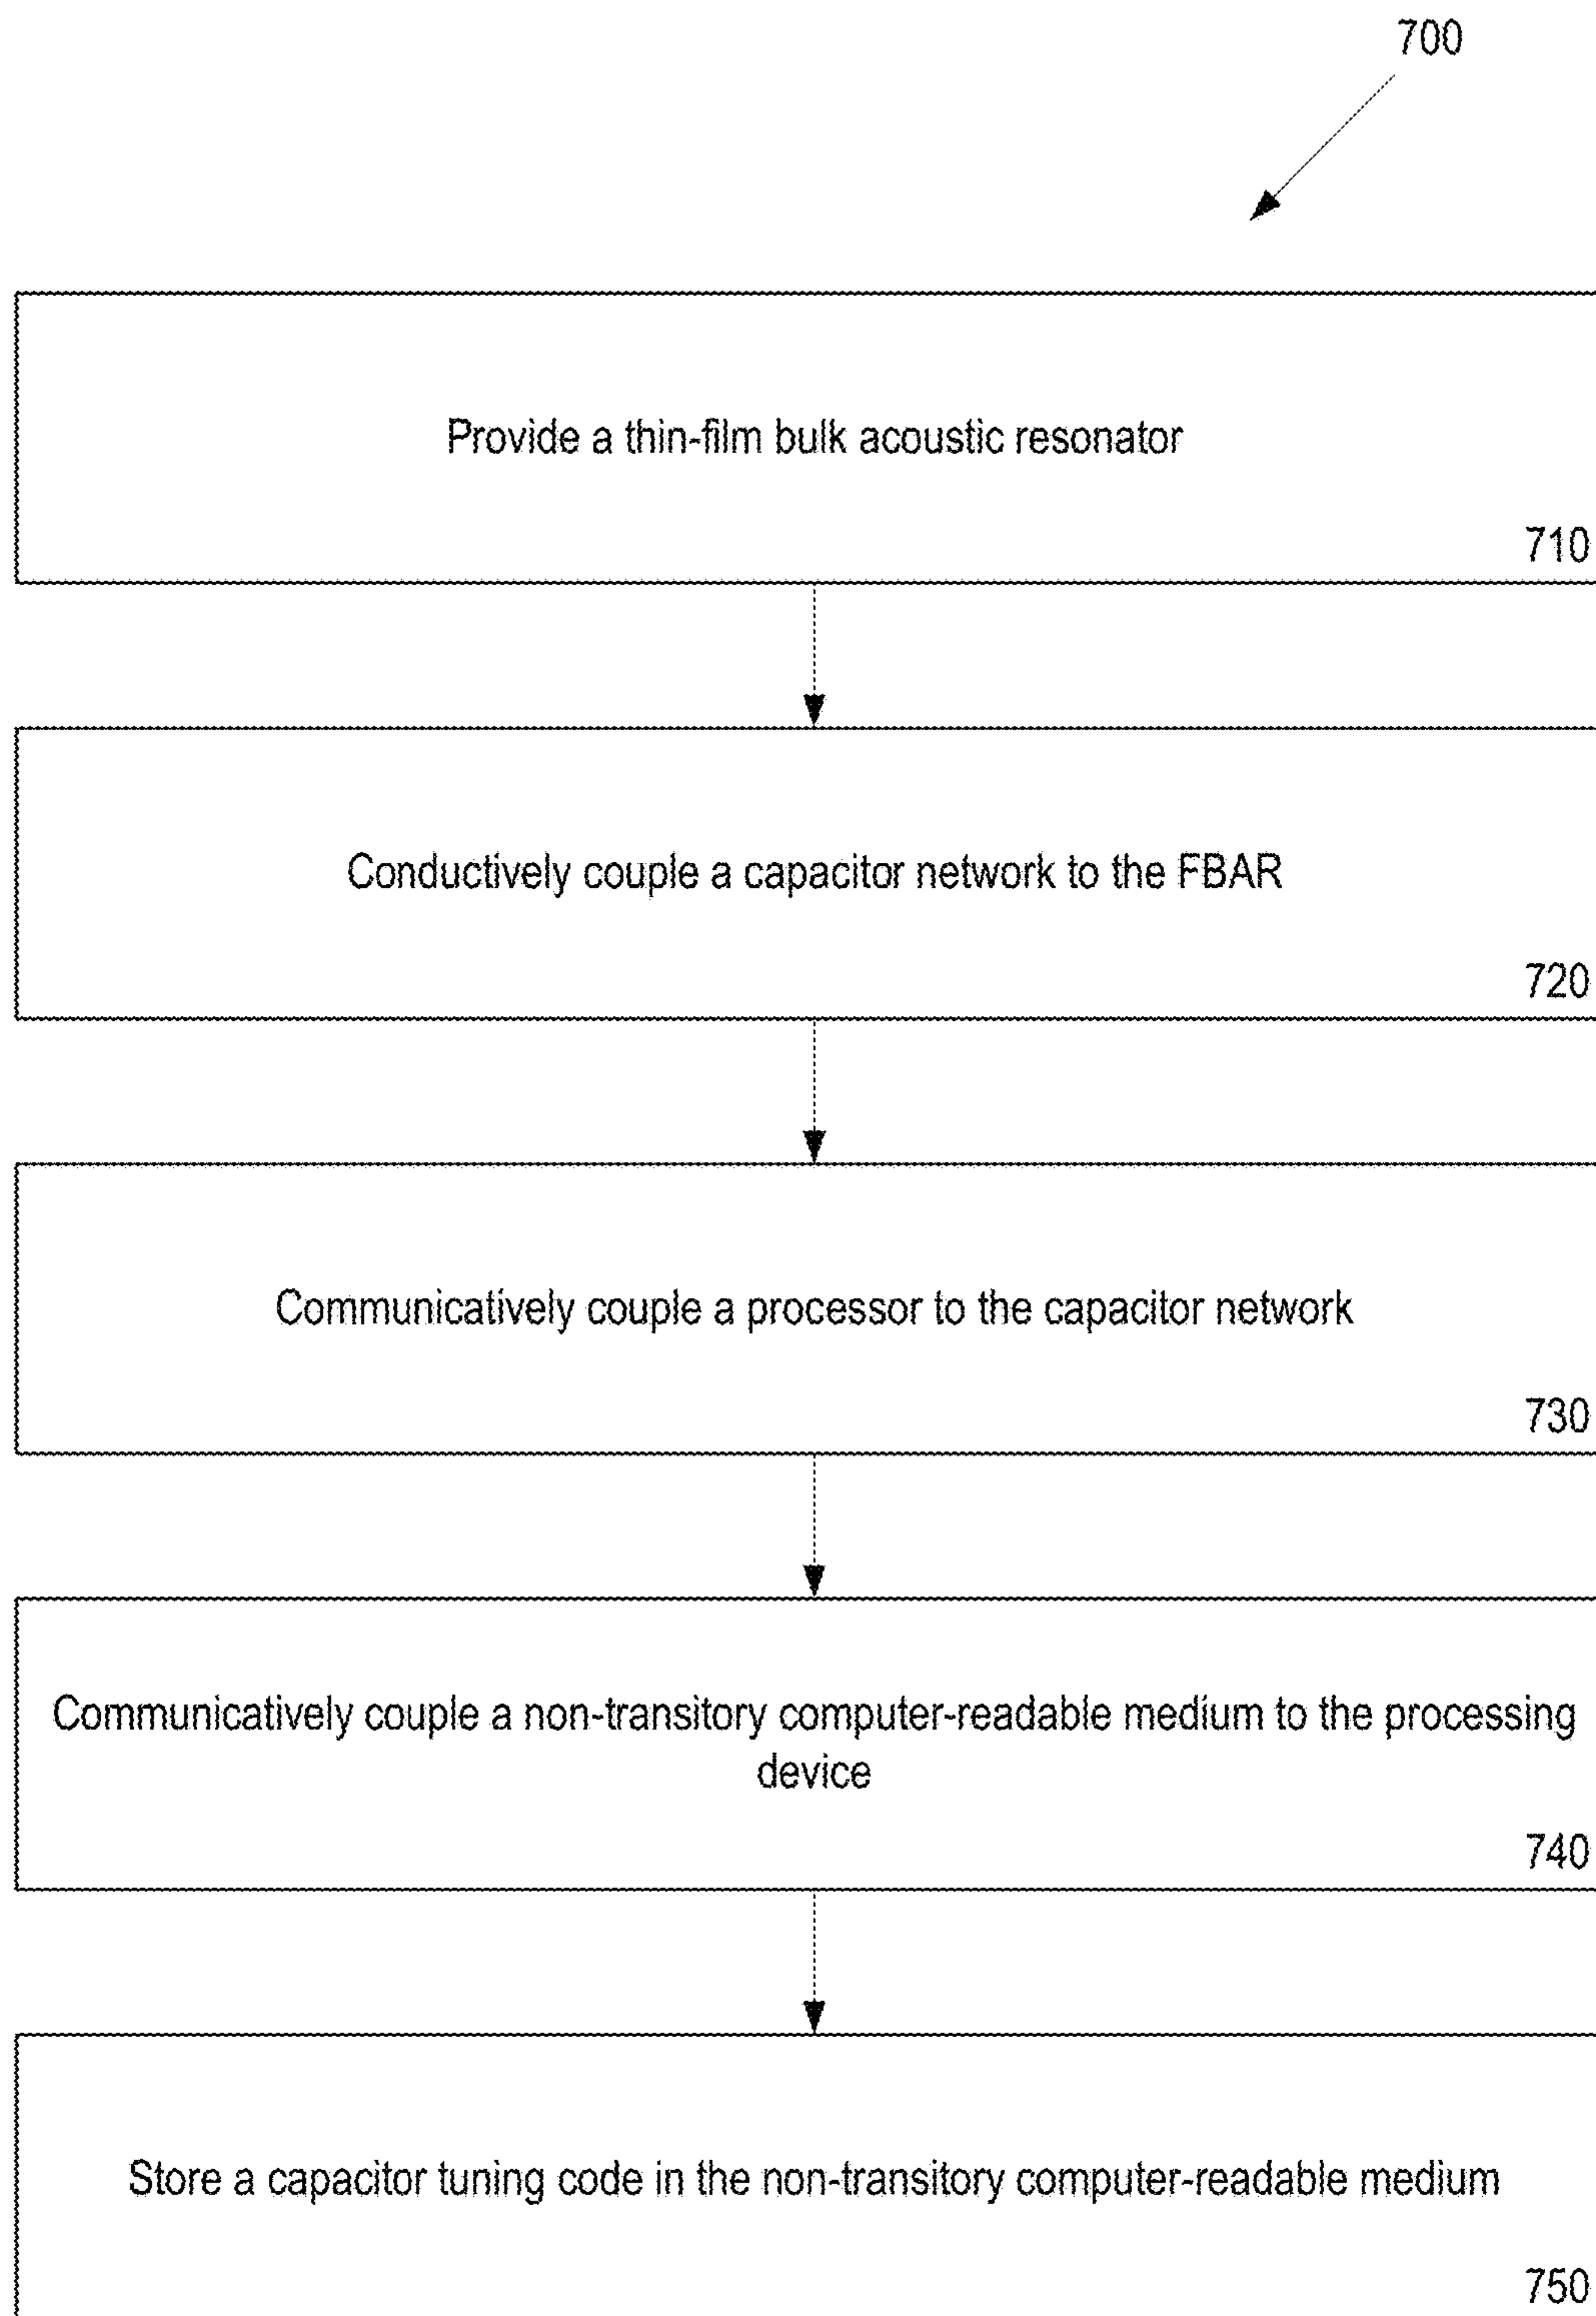 700
Provide a thin-film bulk acoustic resonator
710
Conductively couple a capacitor network to the FBAR
720
Communicatively couple a processor to the capacitor network
730
Communicatively couple a non-transitory computer-readable medium to the processing
device
740
Store a capacitor tuning code in the non-transitory computer-readable medium
750